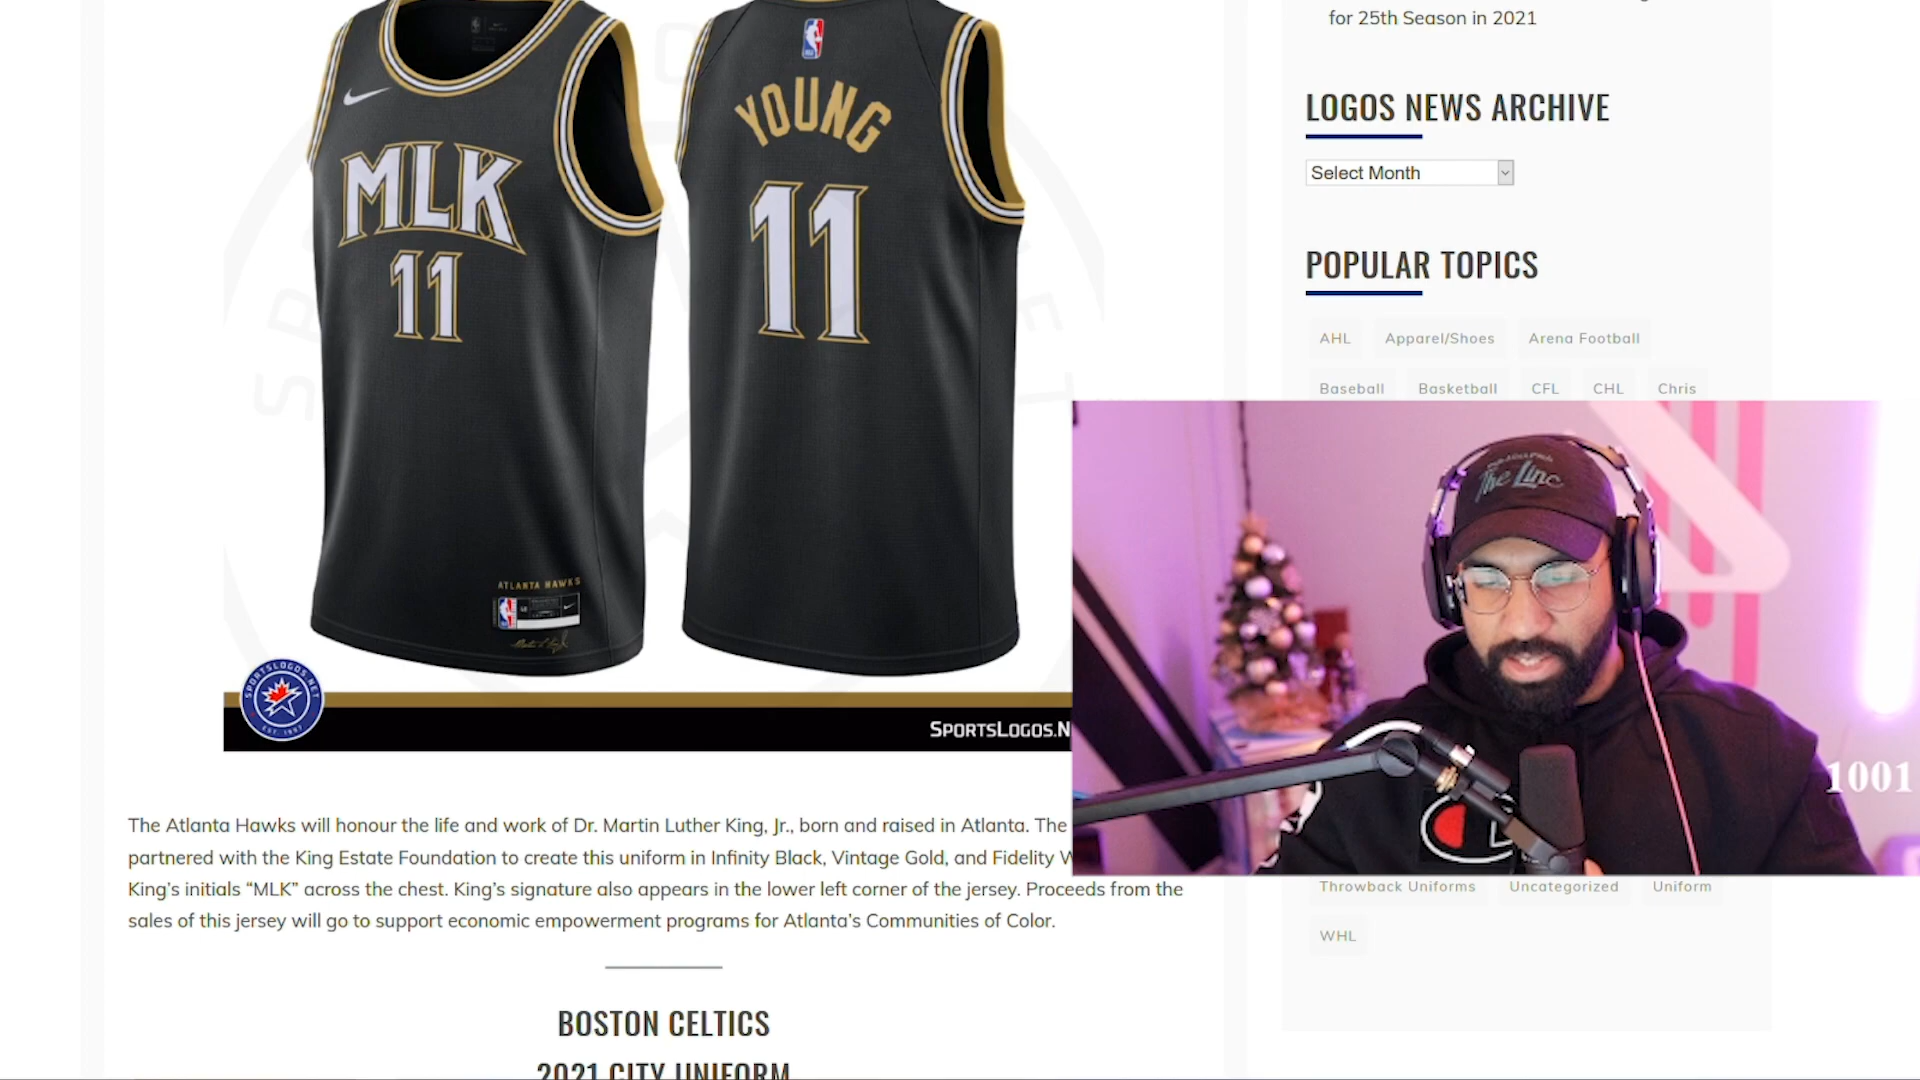 for 25th Season in 2021
LOGOS NEWS ARCHIVE
Select Month
POPULAR TOPICS
AHL
Apparel/Shoes
Arena Football
Baseball
Basketball
CFL
CHL
Chris
YOUNG
11
MLK
11
ATLANTA HAWKS
SPORTSLOGOS.NET
EST. 1997
SPORTSLOGOS.N
The Linc
1001
The Atlanta Hawks will honour the life and work of Dr. Martin Luther King, Jr., born and raised in Atlanta. The
partnered with the King Estate Foundation to create this uniform in Infinity Black, Vintage Gold, and Fidelity W
King’s initials “MLK” across the chest. King’s signature also appears in the lower left corner of the jersey. Proceeds from the
sales of this jersey will go to support economic empowerment programs for Atlanta’s Communities of Color.
Throwback Uniforms
Uncategorized
Uniform
WHL
BOSTON CELTICS
2021 CITY UNIFORM